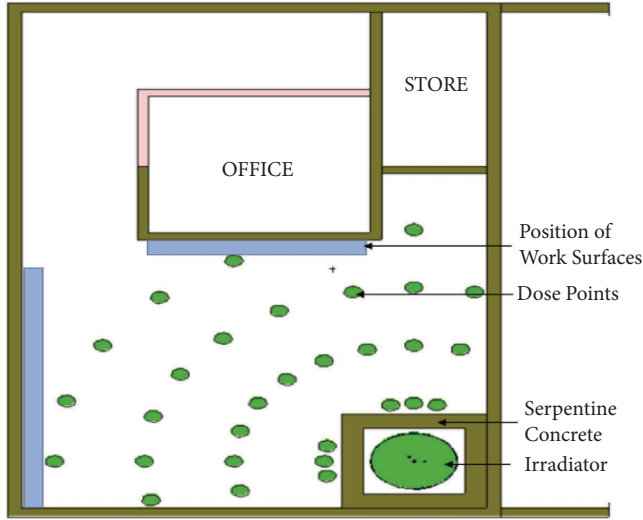 STORE
OFFICE
Position of
Work Surfaces
Dose Points
Serpentine
Concrete
Irradiator